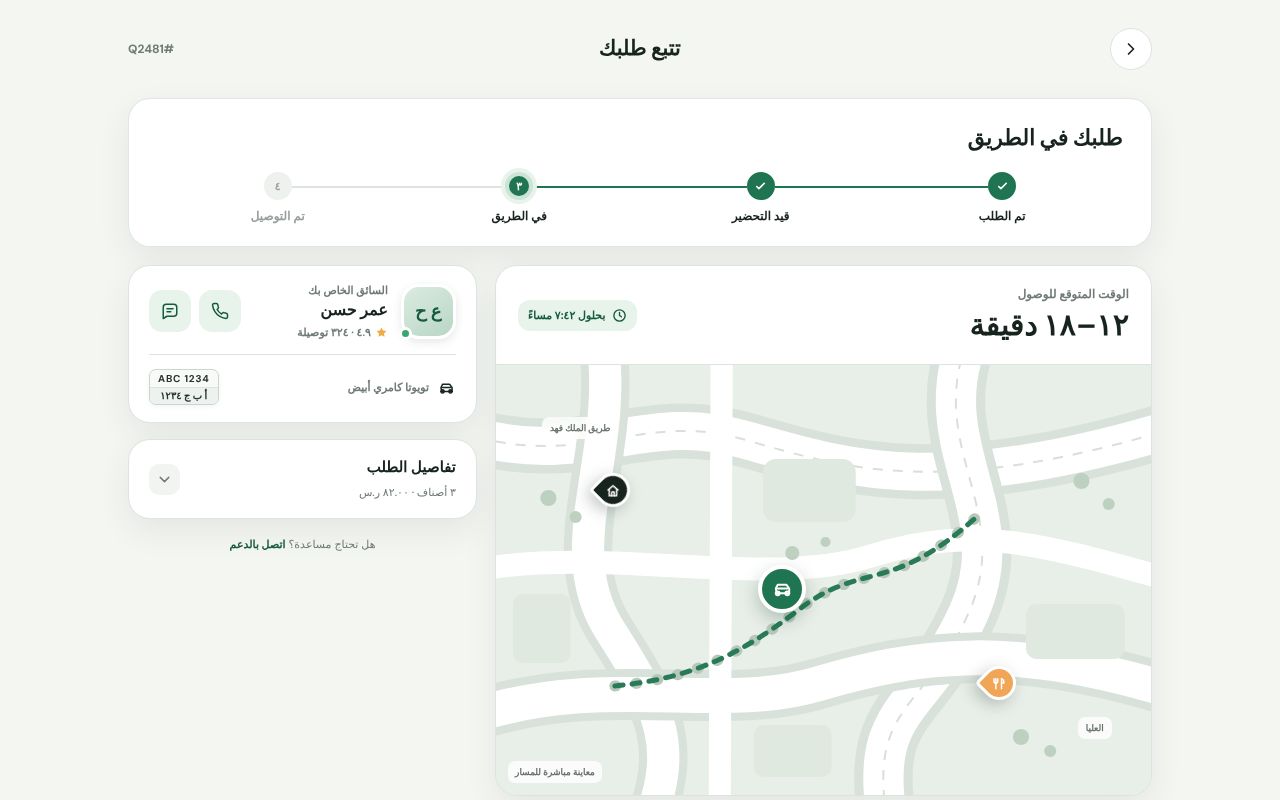 تتبع طلبك
#Q2481
طلبك في الطريق
تم الطلب
قيد التحضير
٣
في الطريق
٤
تم التوصيل
الوقت المتوقع للوصول
١٢–١٨ دقيقة
بحلول ٧:٤٢ مساءً
طريق الملك فهد
العليا
معاينة مباشرة للمسار
ع ح
السائق الخاص بك
عمر حسن
٤.٩ · ٣٢٤ توصيلة
تويوتا كامري أبيض
ABC 1234
أ ب ج ١٢٣٤
تفاصيل الطلب
٣ أصناف · ٨٢.٠٠ ر.س
هل تحتاج مساعدة؟ اتصل بالدعم